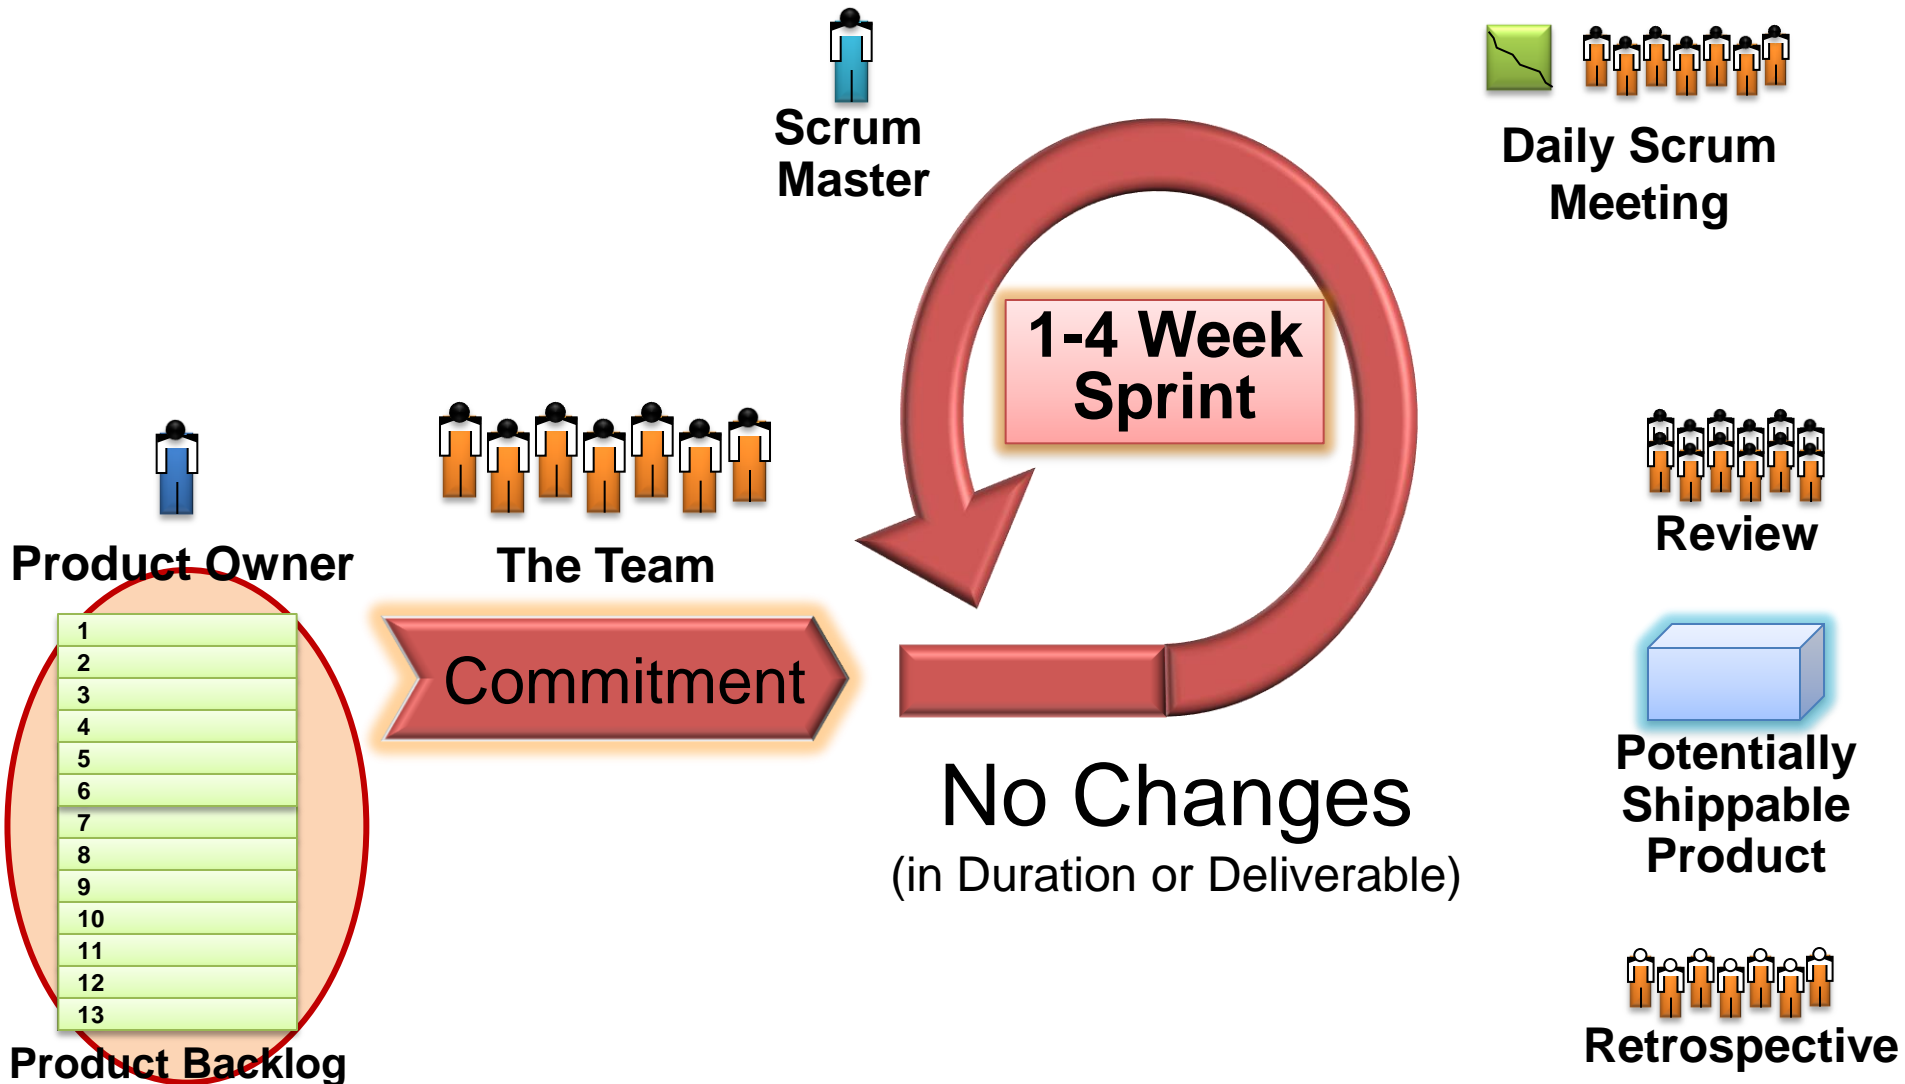 Scrum
Master
Daily Scrum
Meeting
1-4 Week
Sprint
Product Owner
The Team
Review
1
2
3
4
5
6
7
8
9
10
11
12
13
Product Backlog
Commitment
No Changes
(in Duration or Deliverable)
Potentially
Shippable
Product
Retrospective